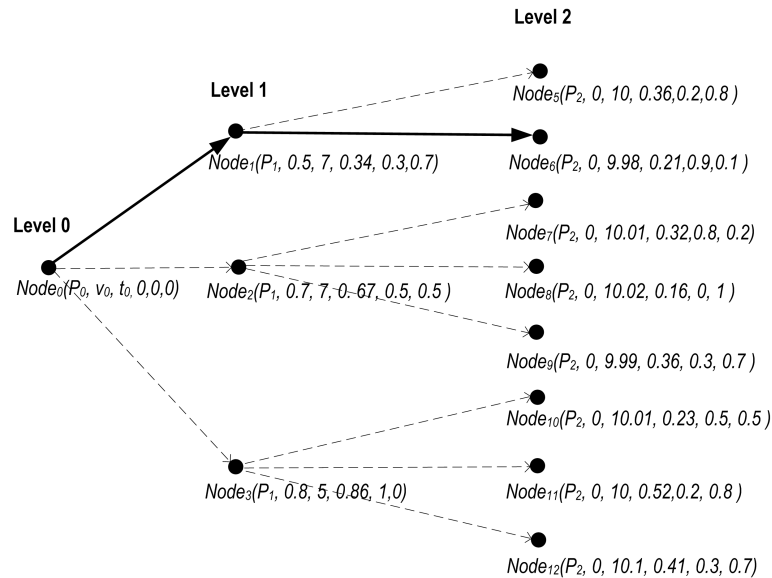 Level 2
Node5(P2, 0, 10, 0.36,0.2,0.8 )
Level 1
Node1(P1, 0.5, 7, 0.34, 0.3,0.7)
Node6(P2, 0, 9.98, 0.21,0.9,0.1 )
Level 0
Node7(P2, 0, 10.01, 0.32,0.8, 0.2)
Node0(P0, v0, t0, 0,0,0)
Node2(P1, 0.7, 7, 0.67, 0.5, 0.5 )
Node8(P2, 0, 10.02, 0.16, 0, 1 )
Node9(P2, 0, 9.99, 0.36, 0.3, 0.7 )
Node10(P2, 0, 10.01, 0.23, 0.5, 0.5 )
Node3(P1, 0.8, 5, 0.86, 1,0)
Node11(P2, 0, 10, 0.52,0.2, 0.8 )
Node12(P2, 0, 10.1, 0.41, 0.3, 0.7)